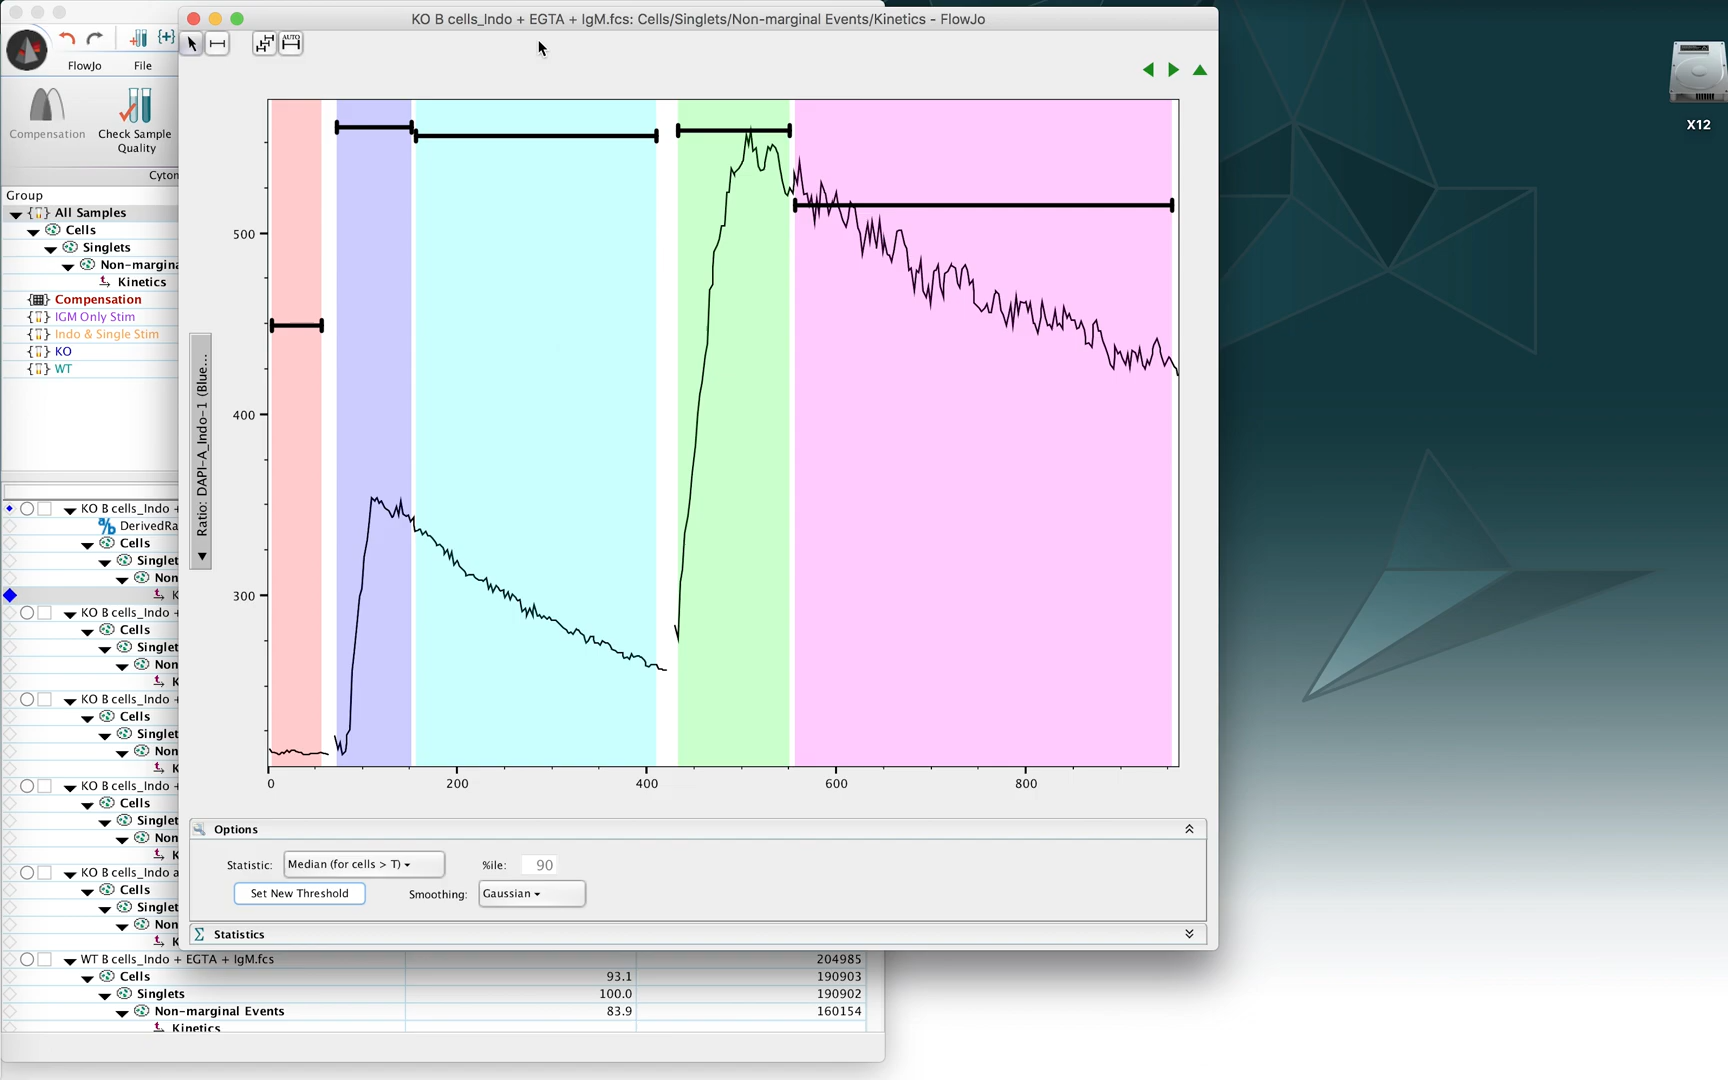 KO B cells_Indo + EGTA + IgM.fcs: Cells/Singlets/Non-marginal Events/Kinetics - FlowJo
AUTO
FlowJo
File
Compensation
Check Sample
Quality
Cyton
Group
All Samples
Cells
Singlets
Non-margina
Kinetics
Compensation
IGM Only Stim
Indo & Single Stim
KO
WT
KO B cells_Indo +
DerivedRa
Cells
Singlet
Non
K
KO B cells_Indo +
Cells
Singlet
Non
K
KO B cells_Indo +
Cells
Singlet
Non
K
KO B cells_Indo +
Cells
Singlet
Non
K
KO B cells_Indo a
Cells
Singlet
Non
K
WT B cells_Indo + EGTA + IgM.fcs 204985
Cells 93.1 190903
Singlets 100.0 190902
Non-marginal Events 83.9 160154
Kinetics
Ratio: DAPI-A_Indo-1 (Blue...
500
400
300
0 200 400 600 800
Options
Statistic: Median (for cells > T) %ile: 90
Set New Threshold Smoothing: Gaussian
Σ Statistics
X12